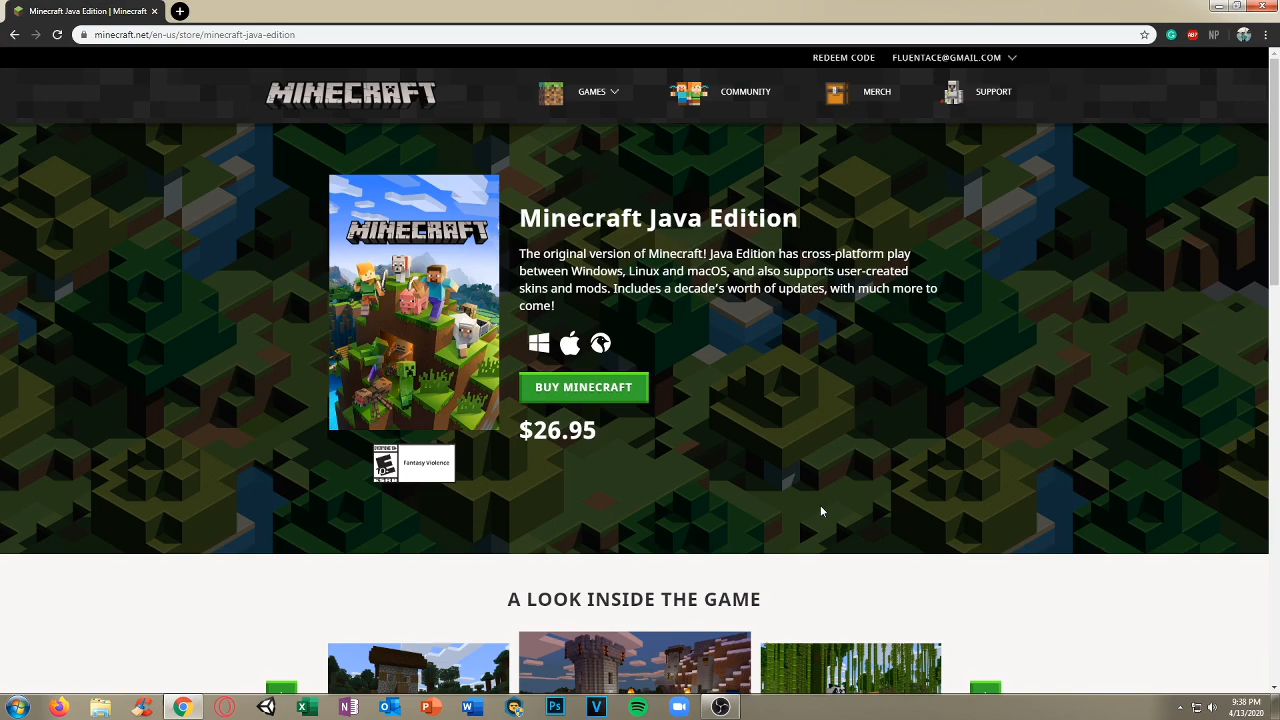 Minecraft Java Edition | Minecraft
minecraft.net/en-us/store/minecraft-java-edition
ABP
NP
REDEEM CODE FLUENTACE@GMAIL.COM
MINECRAFT
GAMES COMMUNITY MERCH SUPPORT
MINECRAFT
Minecraft Java Edition
The original version of Minecraft! Java Edition has cross-platform play
between Windows, Linux and macOS, and also supports user-created
skins and mods. Includes a decade's worth of updates, with much more to
come!
BUY MINECRAFT
$26.95
E
Fantasy Violence
A LOOK INSIDE THE GAME
Ps
V
9:38 PM
4/13/2020